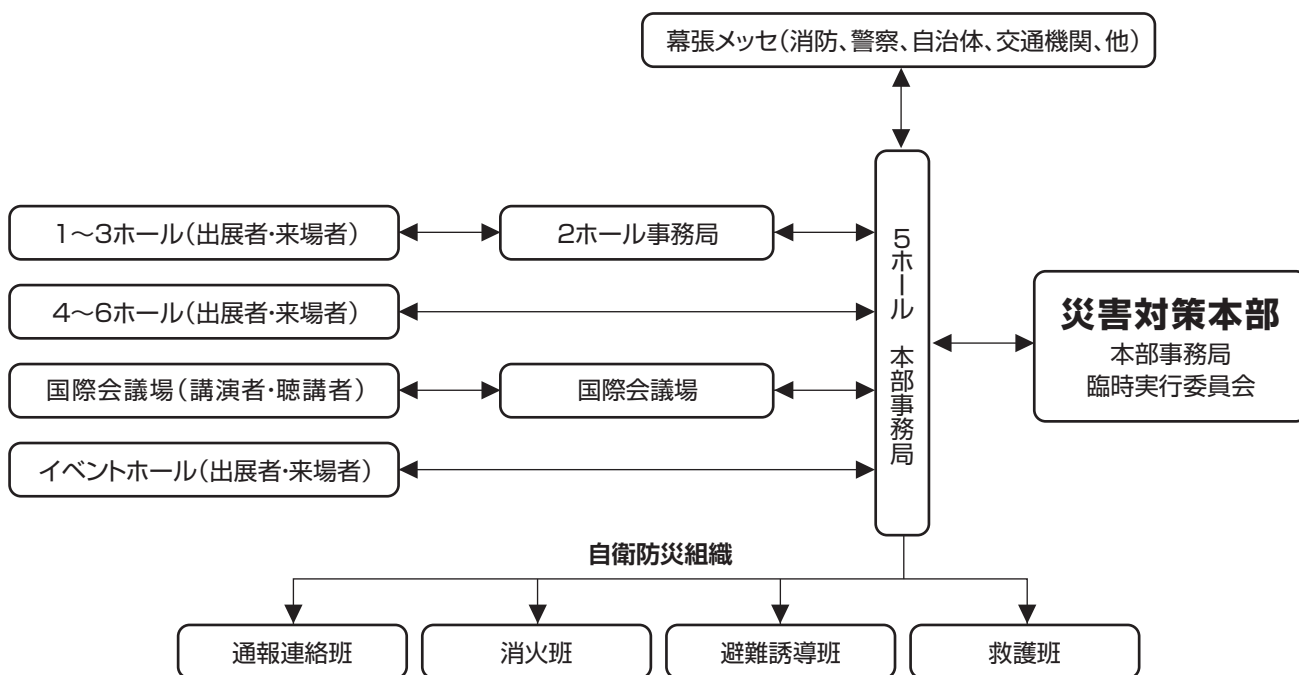 幕張メッセ(消防、警察、自治体、交通機関、他)
1〜3ホール(出展者・来場者)
2ホール事務局
4〜6ホール(出展者・来場者)
国際会議場(講演者・聴講者)
国際会議場
イベントホール(出展者・来場者)
5ホール 本部事務局
災害対策本部
本部事務局
臨時実行委員会
自衛防災組織
通報連絡班
消火班
避難誘導班
救護班